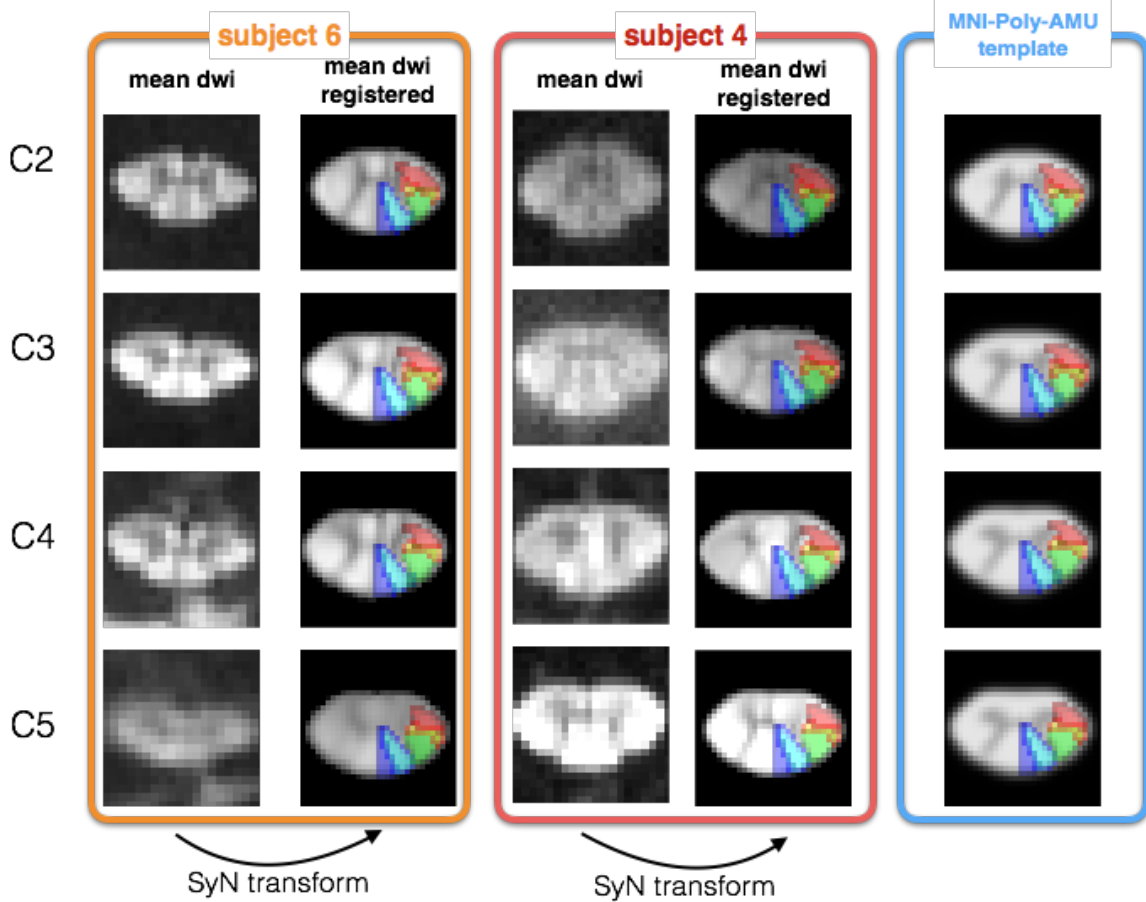 subject 6
subject 4
MNI-Poly-AMU
template
mean dwi
mean dwi
registered
mean dwi
mean dwi
registered
C2
C3
C4
C5
SyN transform
SyN transform